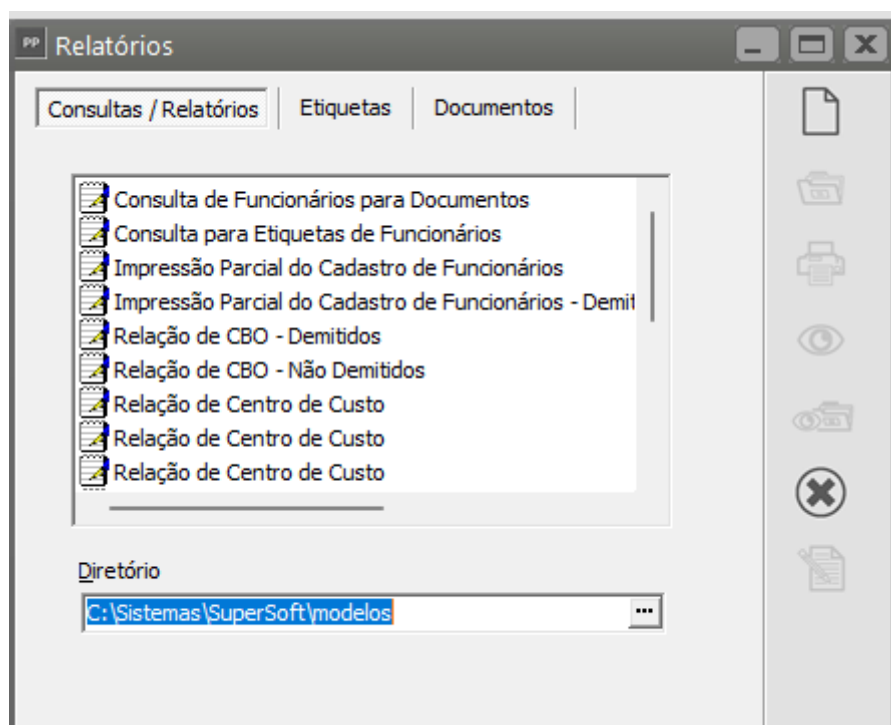 PP Relatórios
Consultas / Relatórios Etiquetas Documentos
Consulta de Funcionários para Documentos
Consulta para Etiquetas de Funcionários
Impressão Parcial do Cadastro de Funcionários
Impressão Parcial do Cadastro de Funcionários - Demit
Relação de CBO - Demitidos
Relação de CBO - Não Demitidos
Relação de Centro de Custo
Relação de Centro de Custo
Relação de Centro de Custo
Diretório
C:\Sistemas\SuperSoft\modelos ...